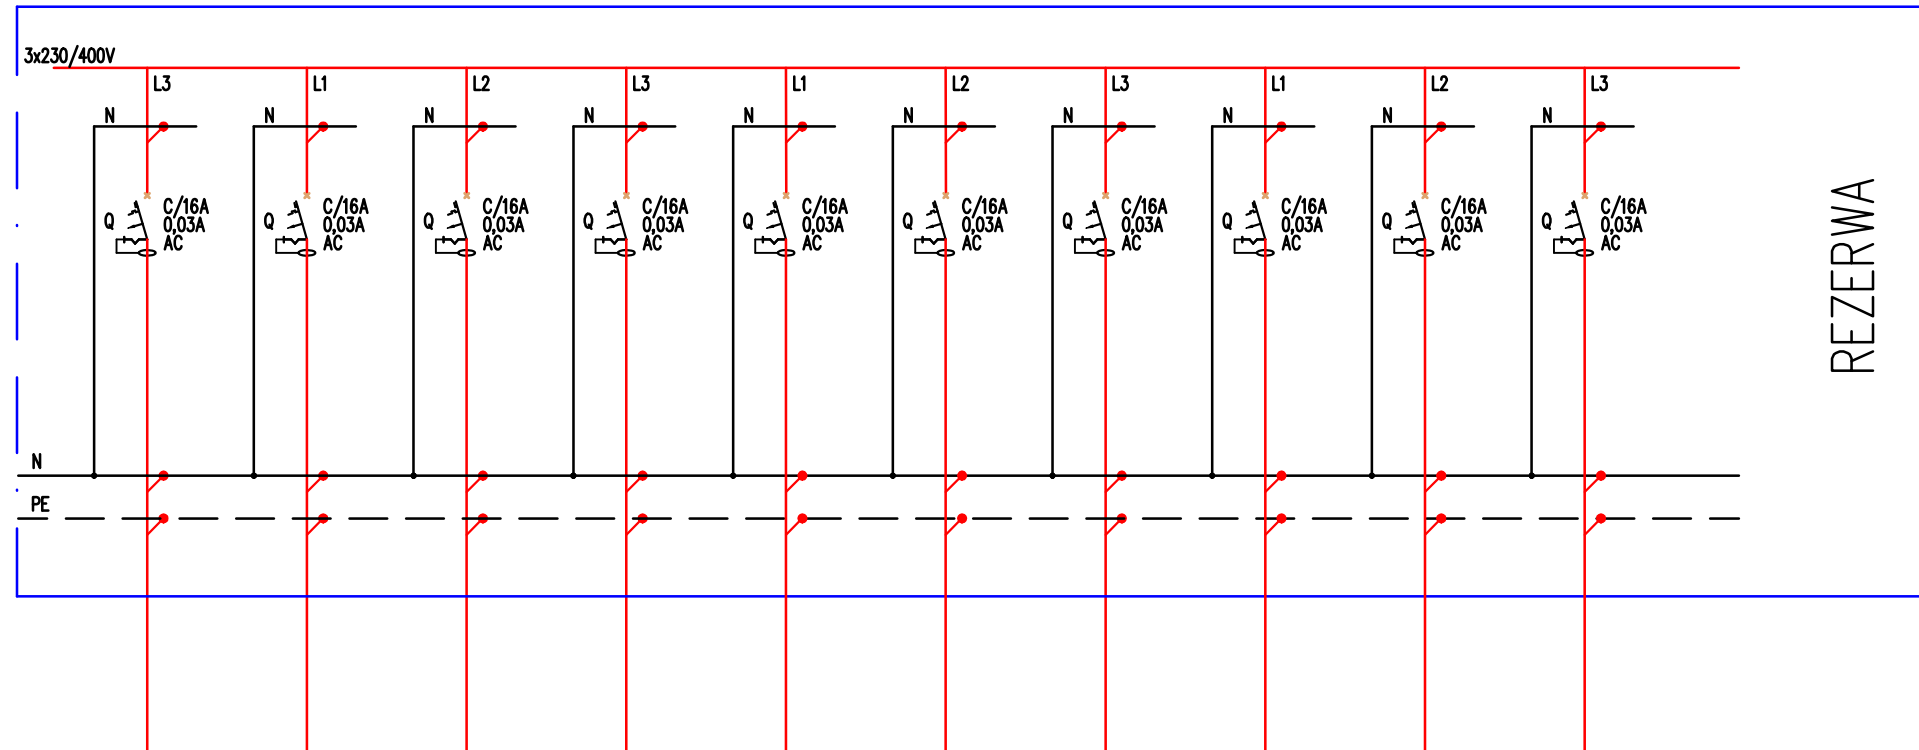 3x230/400V
L3 L1 L2 L3 L1 L2 L3 L1 L2 L3
N N N N N N N N N N
C/16A C/16A C/16A C/16A C/16A C/16A C/16A C/16A C/16A C/16A
Q 0,03A Q 0,03A Q 0,03A Q 0,03A Q 0,03A Q 0,03A Q 0,03A Q 0,03A Q 0,03A Q 0,03A
AC AC AC AC AC AC AC AC AC AC
REZERWA
N
PE